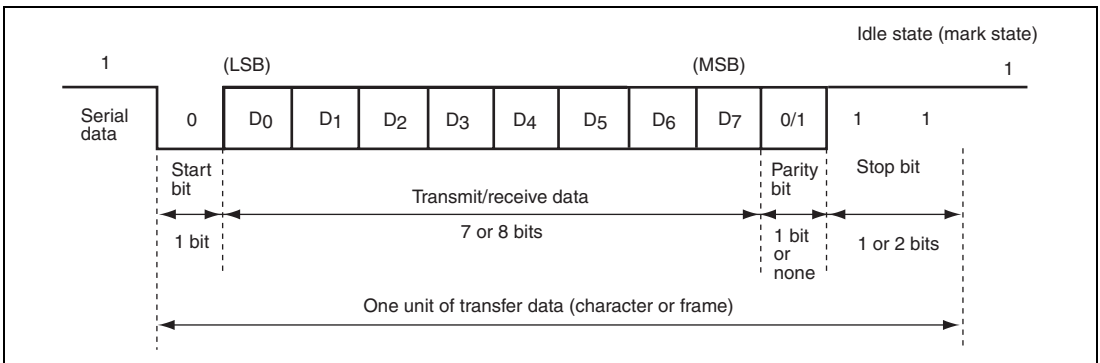 Idle state (mark state)
1 (LSB) (MSB) 1
Serial data 0 D0 D1 D2 D3 D4 D5 D6 D7 0/1 1 1
Start bit
Parity bit
Stop bit
Transmit/receive data
1 bit
7 or 8 bits
1 bit or none
1 or 2 bits
One unit of transfer data (character or frame)